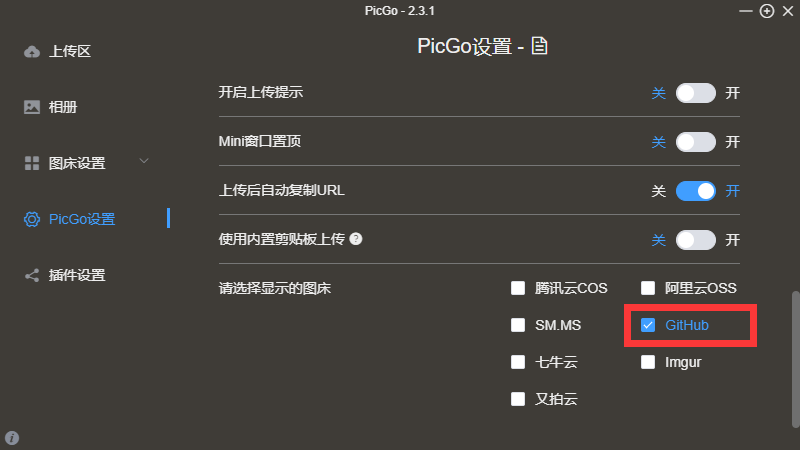 PicGo - 2.3.1
上传区
相册
图床设置
PicGo设置
插件设置
PicGo设置 -
开启上传提示 关 开
Mini窗口置顶 关 开
上传后自动复制URL 关 开
使用内置剪贴板上传 ? 关 开
请选择显示的图床 腾讯云COS 阿里云OSS
SM.MS GitHub
七牛云 Imgur
又拍云
i